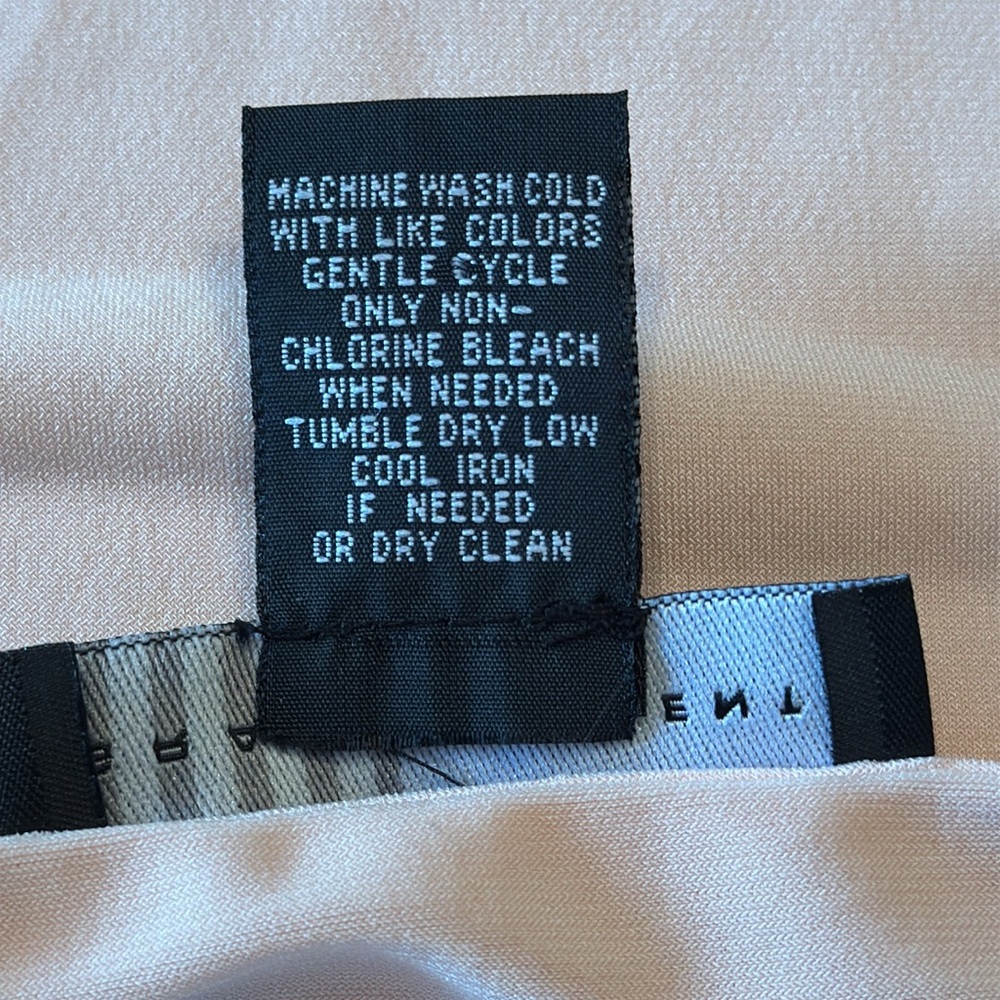 MACHINE WASH COLD
WITH LIKE COLORS
GENTLE CYCLE
ONLY NON-
CHLORINE BLEACH
WHEN NEEDED
TUMBLE DRY LOW
COOL IRON
IF NEEDED
OR DRY CLEAN